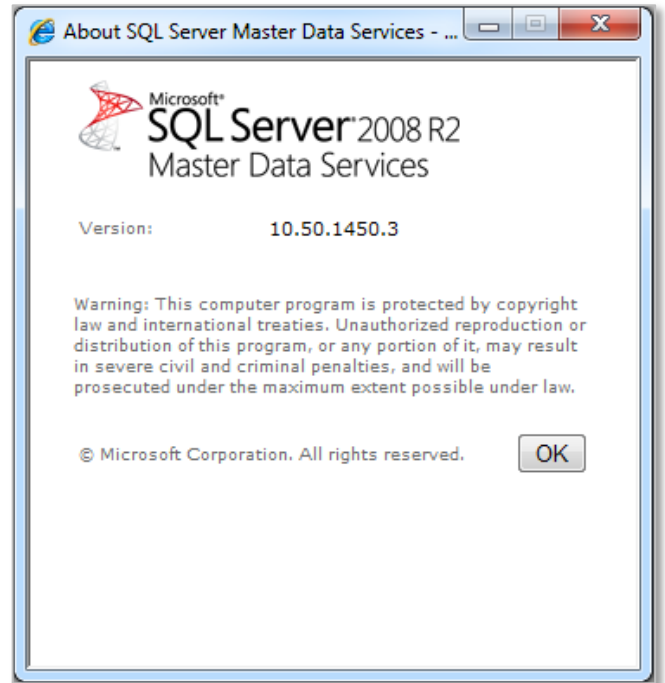 About SQL Server Master Data Services - ...
Microsoft®
SQL Server® 2008 R2
Master Data Services
Version: 10.50.1450.3
Warning: This computer program is protected by copyright
law and international treaties. Unauthorized reproduction or
distribution of this program, or any portion of it, may result
in severe civil and criminal penalties, and will be
prosecuted under the maximum extent possible under law.
© Microsoft Corporation. All rights reserved. OK